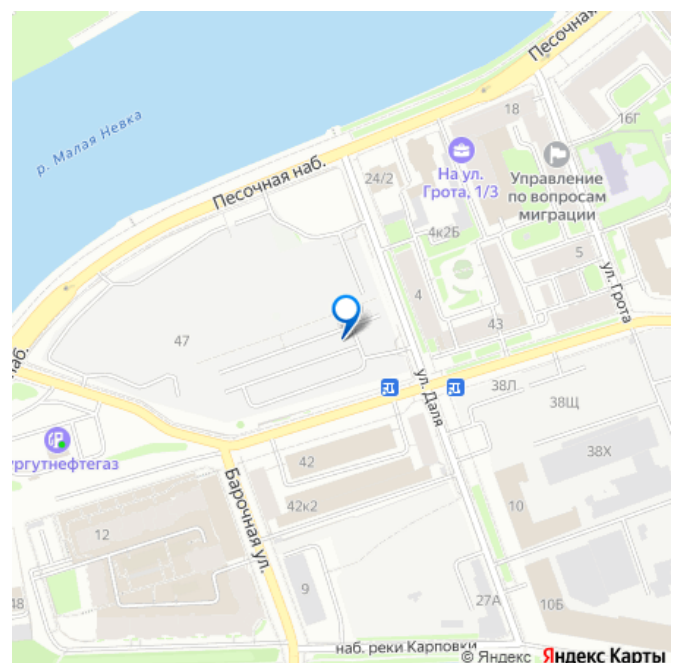 Песочная
р. Малая Невка
18
16Г
На ул.
Грота, 1/3
Управление
по вопросам
миграции
24/2
Песочная наб.
4к2Б
5
ул. Грота
4
43
47
наб.
ул. Даля
38Л
38Щ
ургутнефтегаз
42
38Х
Барочная ул.
42к2
10
12
9
48
27А
10Б
наб. реки Карповки
© Яндекс Яндекс Карты